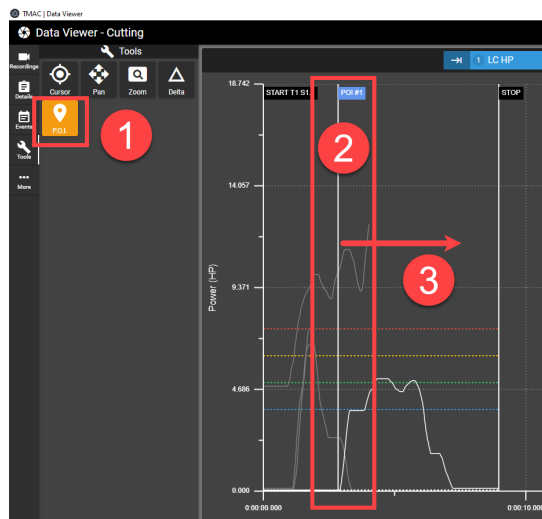 TMAC | Data Viewer
Data Viewer - Cutting
Recordings
Details
Events
Tools
More
Tools
Cursor
Pan
Zoom
Delta
P.O.I.
1
1 LC HP
18.742
14.057
9.371
4.686
0.000
Power (HP)
START T1 S1
POI #1
STOP
2
3
0:00:00.000
0:00:10.000